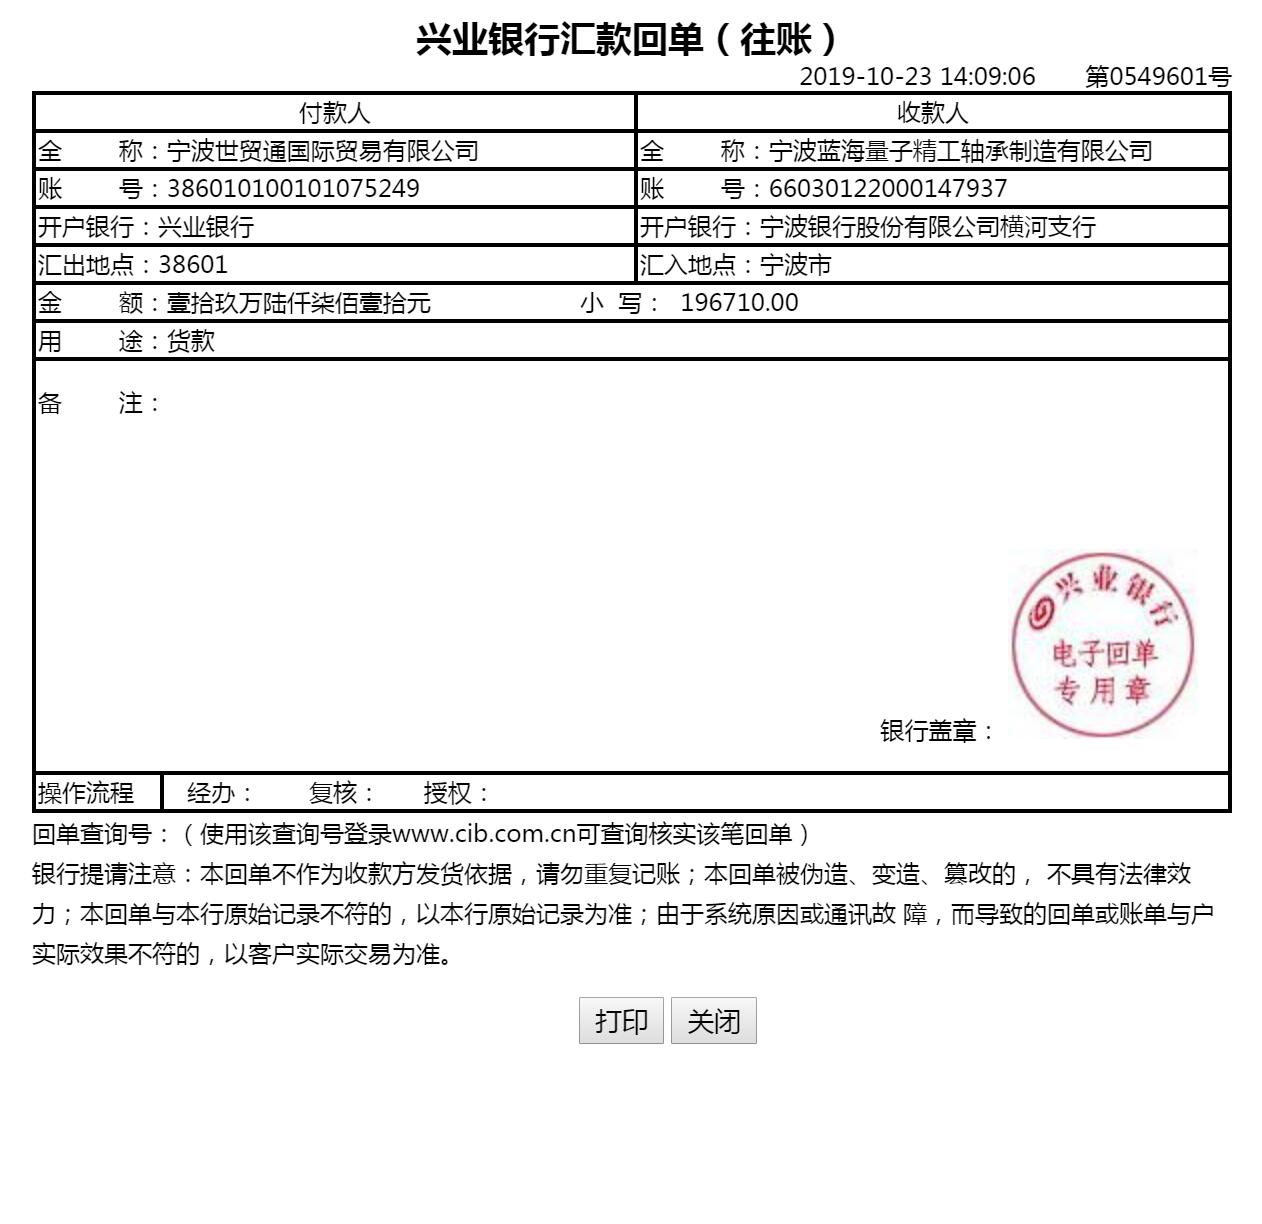 兴业银行汇款回单（往账）
2019-10-23 14:09:06 第0549601号
付款人 收款人
全 称：宁波世贸通国际贸易有限公司 全 称：宁波蓝海量子精工轴承制造有限公司
账 号：386010100101075249 账 号：66030122000147937
开户银行：兴业银行 开户银行：宁波银行股份有限公司横河支行
汇出地点：38601 汇入地点：宁波市
金 额：壹拾玖万陆仟柒佰壹拾元 小 写： 196710.00
用 途：货款
备 注：
兴业银行
电子回单
专用章
银行盖章：
操作流程 经办： 复核： 授权：
回单查询号：（使用该查询号登录www.cib.com.cn可查询核实该笔回单）
银行提请注意：本回单不作为收款方发货依据，请勿重复记账；本回单被伪造、变造、篡改的， 不具有法律效
力；本回单与本行原始记录不符的，以本行原始记录为准；由于系统原因或通讯故 障，而导致的回单或账单与户
实际效果不符的，以客户实际交易为准。
打印 关闭